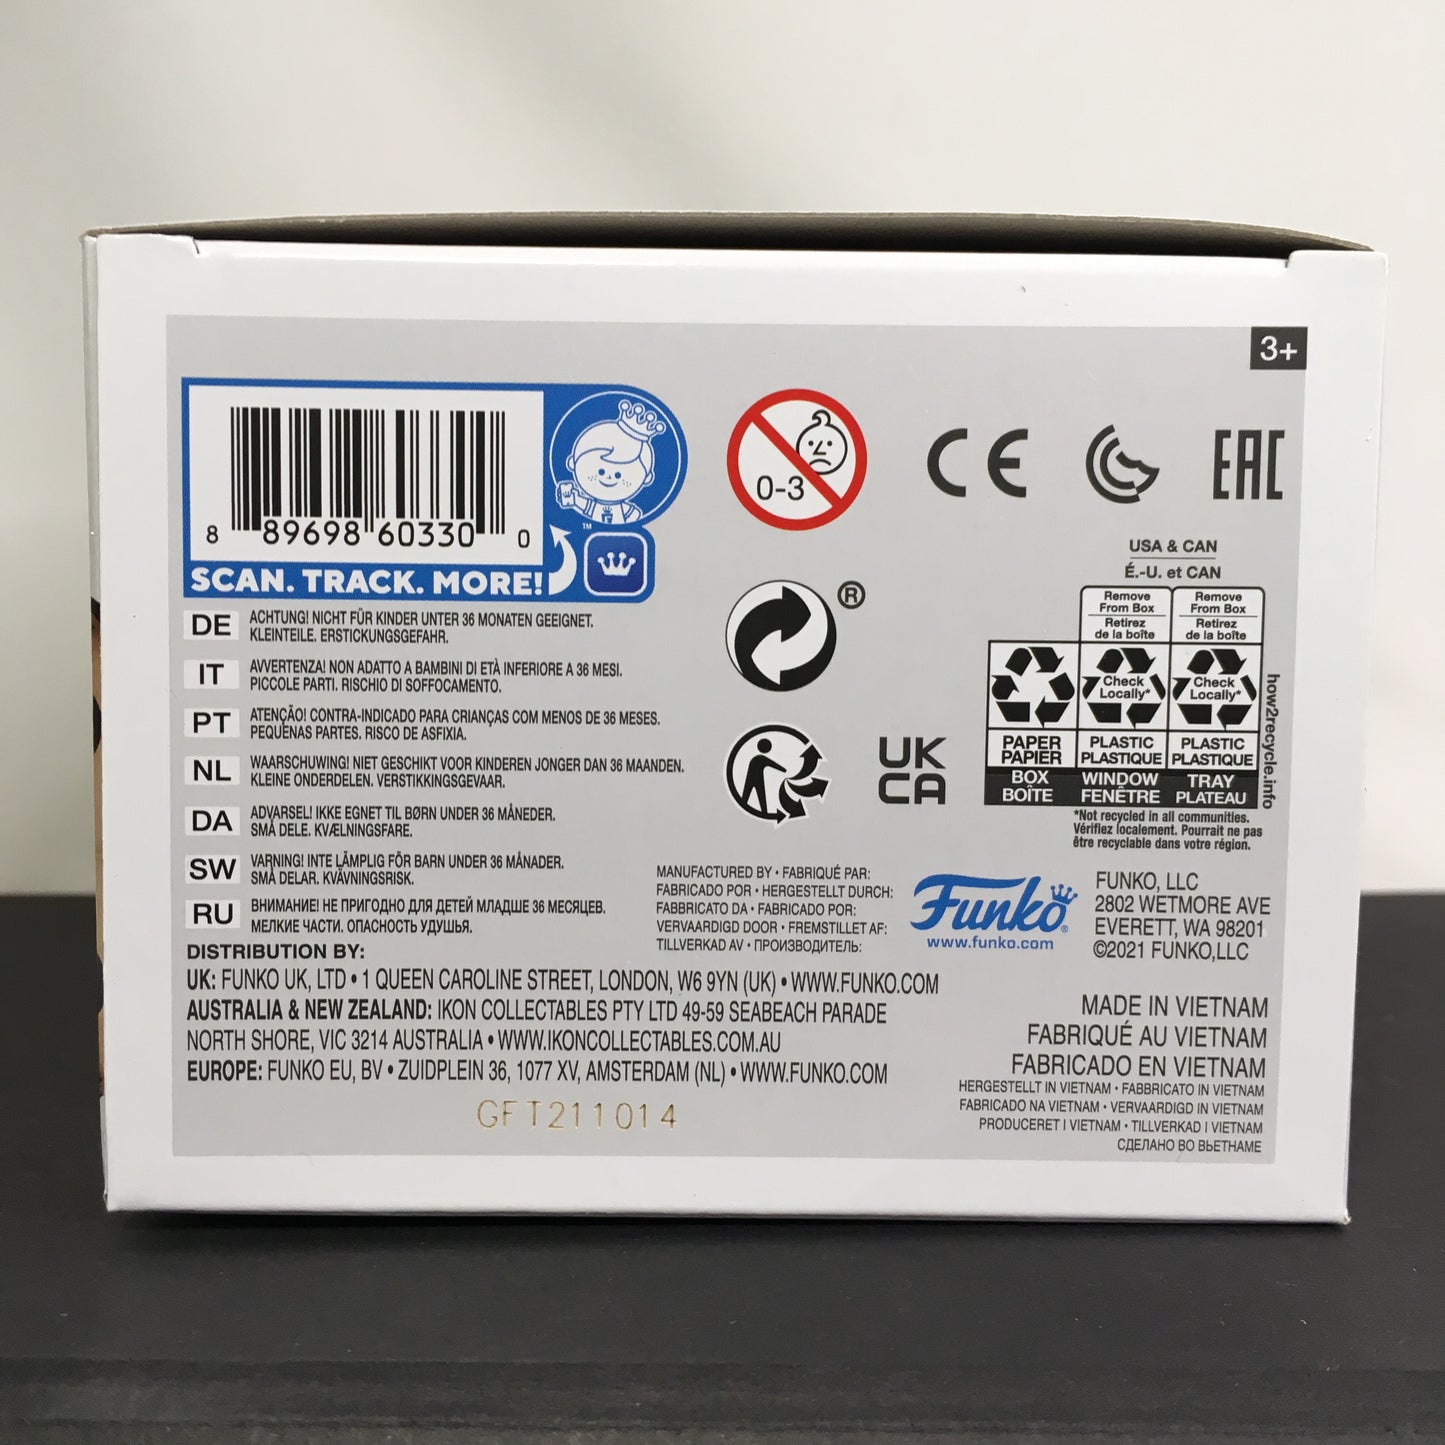 3+
8 89698 60330 0
™
SCAN. TRACK. MORE!
0-3
CE
EAC
DE ACHTUNG! NICHT FÜR KINDER UNTER 36 MONATEN GEEIGNET.
KLEINTEILE. ERSTICKUNGSGEFAHR.
IT AVVERTENZA! NON ADATTO A BAMBINI DI ETÀ INFERIORE A 36 MESI.
PICCOLE PARTI. RISCHIO DI SOFFOCAMENTO.
PT ATENÇÃO! CONTRA-INDICADO PARA CRIANÇAS COM MENOS DE 36 MESES.
PEQUENAS PARTES. RISCO DE ASFIXIA.
NL WAARSCHUWING! NIET GESCHIKT VOOR KINDEREN JONGER DAN 36 MAANDEN.
KLEINE ONDERDELEN. VERSTIKKINGSGEVAAR.
DA ADVARSEL! IKKE EGNET TIL BØRN UNDER 36 MÅNEDER.
SMÅ DELE. KVÆLNINGSFARE.
SW VARNING! INTE LÄMPLIG FÖR BARN UNDER 36 MÅNADER.
SMÅ DELAR. KVÄVNINGSRISK.
RU ВНИМАНИЕ! НЕ ПРИГОДНО ДЛЯ ДЕТЕЙ МЛАДШЕ 36 МЕСЯЦЕВ.
МЕЛКИЕ ЧАСТИ. ОПАСНОСТЬ УДУШЬЯ.
®
UK
CA
USA & CAN
É.-U. et CAN
Remove
From Box
Retirez
de la boîte
Remove
From Box
Retirez
de la boîte
Check
Locally*
Check
Locally*
PAPER
PAPIER
PLASTIC
PLASTIQUE
PLASTIC
PLASTIQUE
BOX
BOÎTE
WINDOW
FENÊTRE
TRAY
PLATEAU
how2recycle.info
*Not recycled in all communities.
Vérifiez localement. Pourrait ne pas
être recyclable dans votre région.
MANUFACTURED BY • FABRIQUÉ PAR:
FABRICADO POR • HERGESTELLT DURCH:
FABBRICATO DA • FABRICADO POR:
VERVAARDIGD DOOR • FREMSTILLET AF:
TILLVERKAD AV • ПРОИЗВОДИТЕЛЬ:
Funko®
www.funko.com
FUNKO, LLC
2802 WETMORE AVE
EVERETT, WA 98201
©2021 FUNKO,LLC
DISTRIBUTION BY:
UK: FUNKO UK, LTD • 1 QUEEN CAROLINE STREET, LONDON, W6 9YN (UK) • WWW.FUNKO.COM
AUSTRALIA & NEW ZEALAND: IKON COLLECTABLES PTY LTD 49-59 SEABEACH PARADE
NORTH SHORE, VIC 3214 AUSTRALIA • WWW.IKONCOLLECTABLES.COM.AU
EUROPE: FUNKO EU, BV • ZUIDPLEIN 36, 1077 XV, AMSTERDAM (NL) • WWW.FUNKO.COM
GFT211014
MADE IN VIETNAM
FABRIQUÉ AU VIETNAM
FABRICADO EN VIETNAM
HERGESTELLT IN VIETNAM • FABBRICATO IN VIETNAM
FABRICADO NA VIETNAM • VERVAARDIGD IN VIETNAM
PRODUCERET I VIETNAM • TILLVERKAD I VIETNAM
СДЕЛАНО ВО ВЬЕТНАМЕ